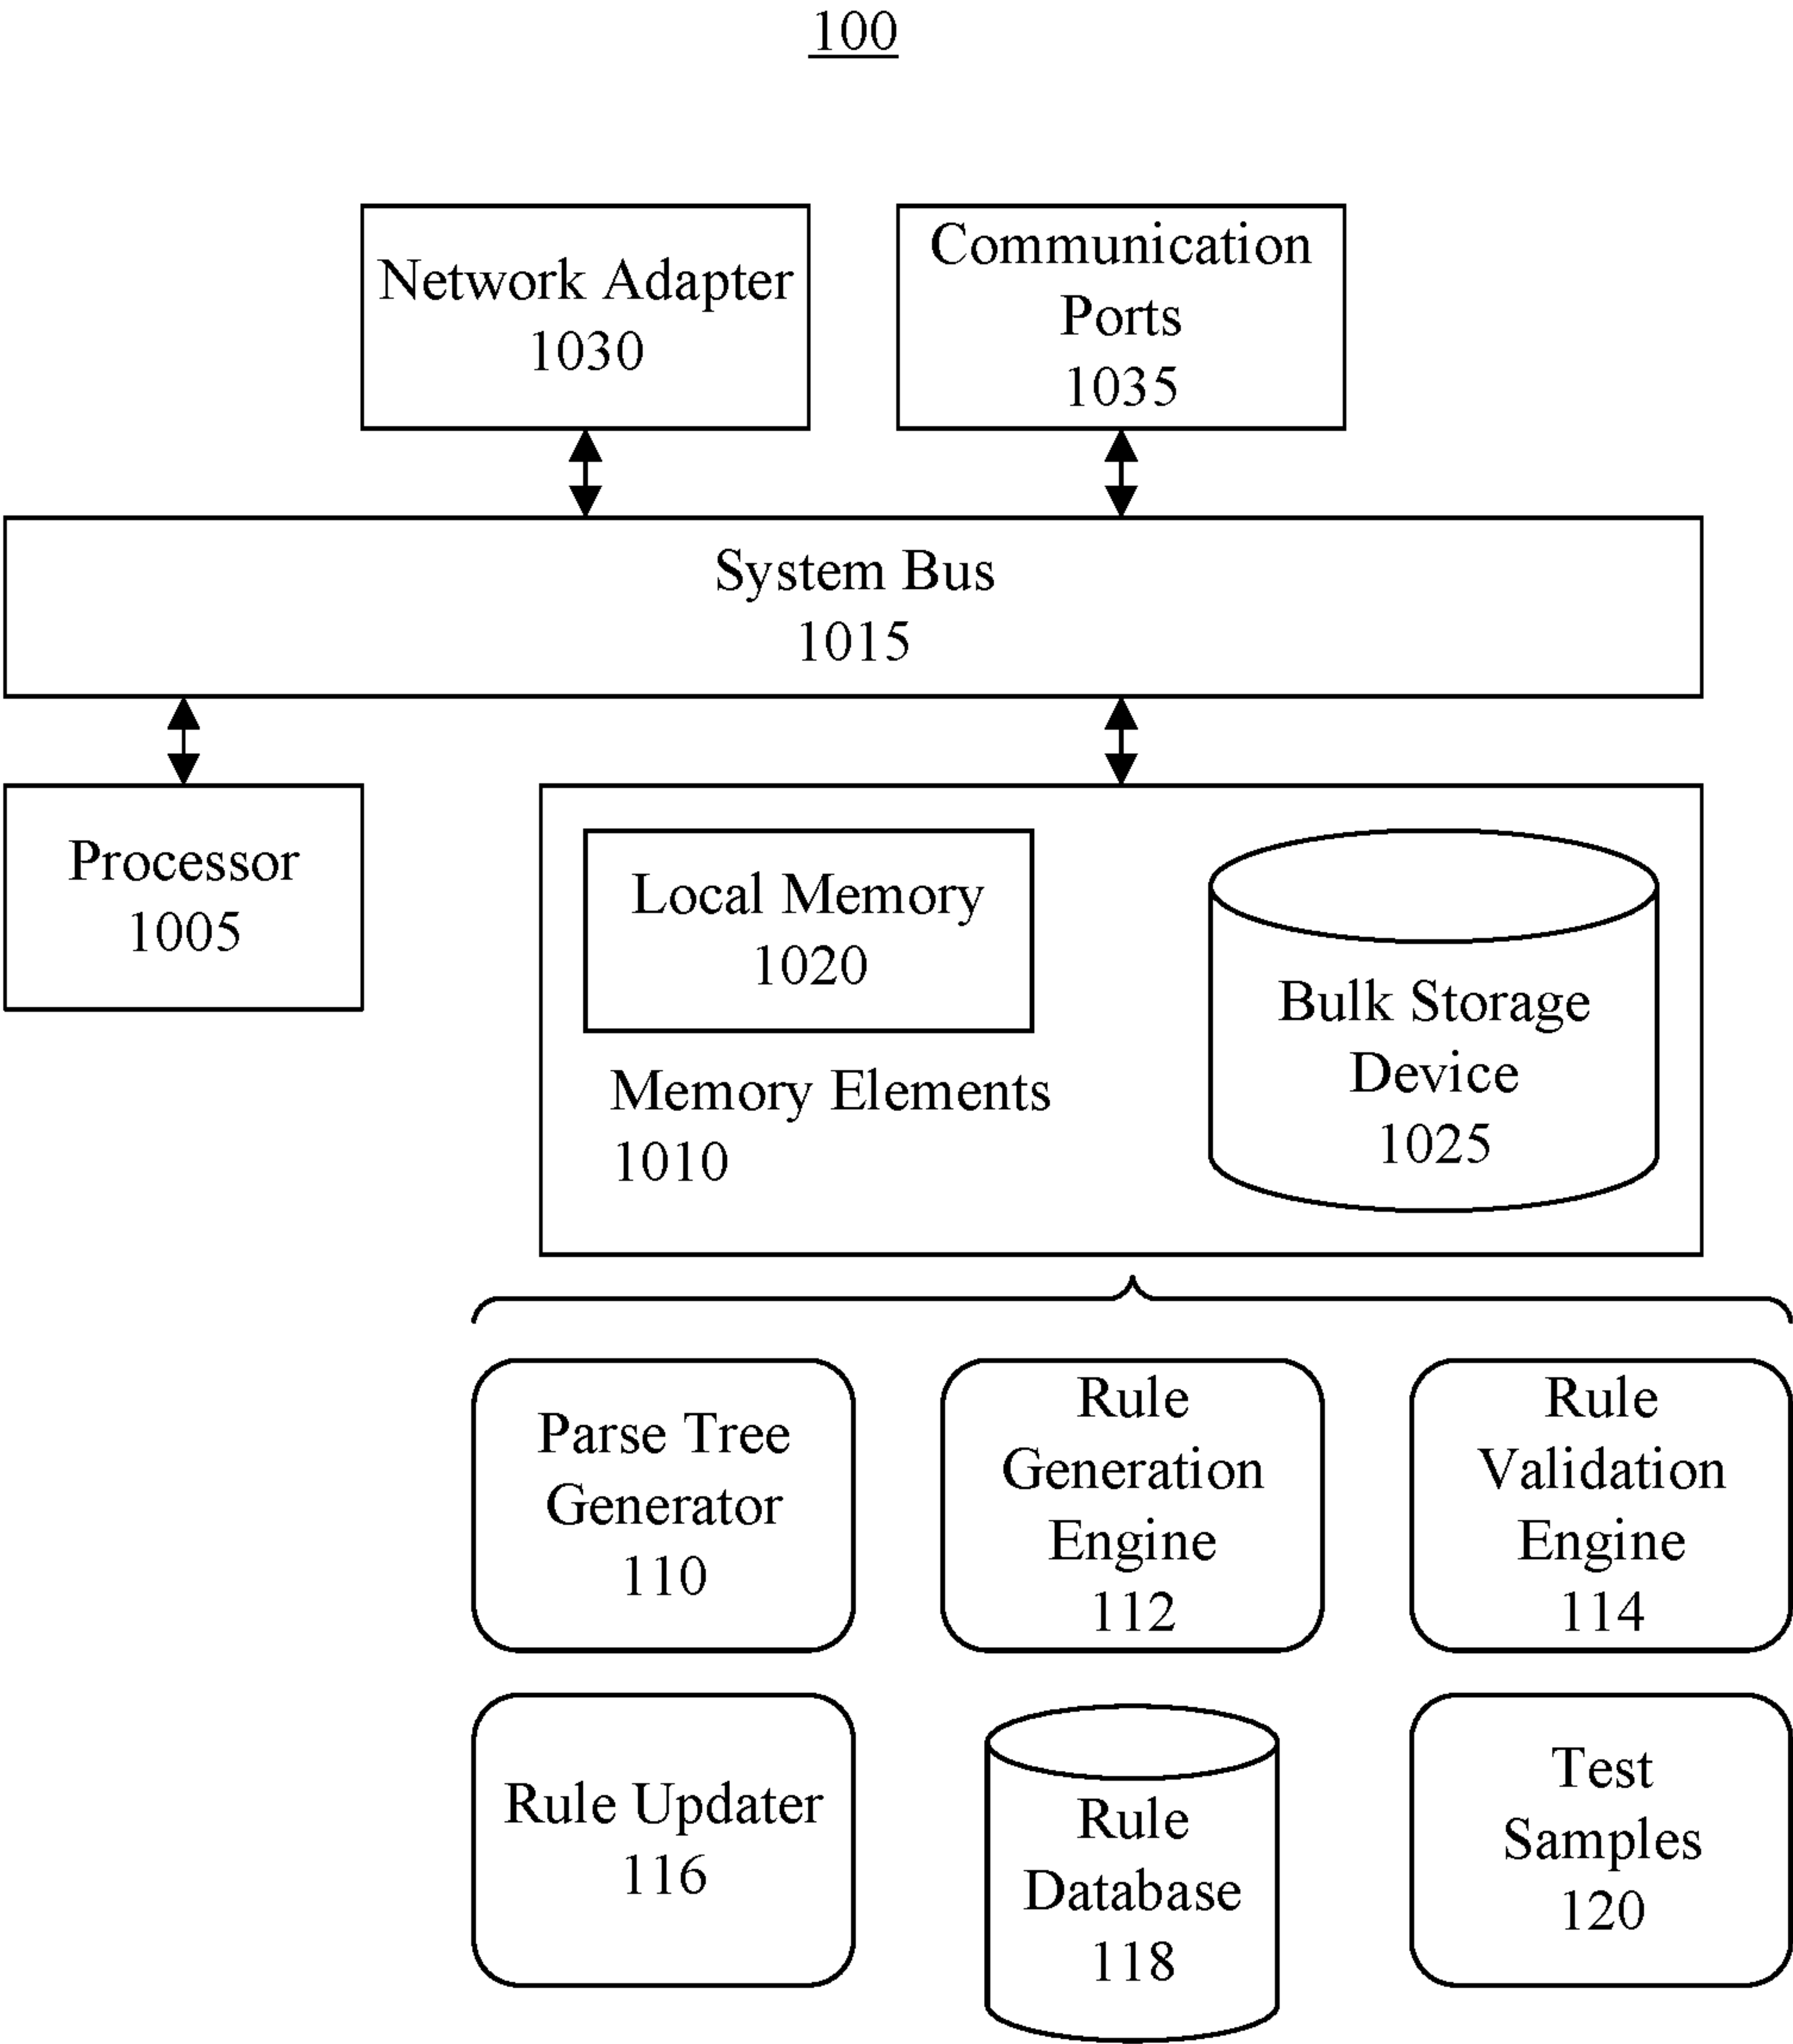 100
Network Adapter
1030
Communication
Ports
1035
System Bus
1015
Processor
1005
Local Memory
1020
Memory Elements
1010
Bulk Storage
Device
1025
Parse Tree
Generator
110
Rule
Generation
Engine
112
Rule
Validation
Engine
114
Rule Updater
116
Rule
Database
118
Test
Samples
120